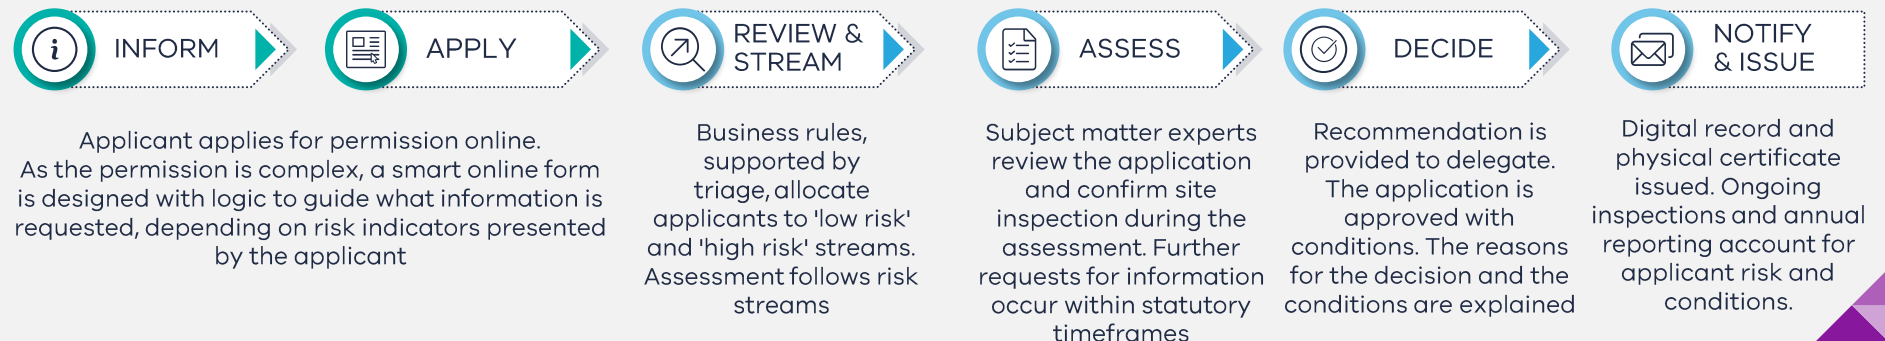 INFORM
APPLY
REVIEW &
STREAM
ASSESS
DECIDE
NOTIFY
& ISSUE
Applicant applies for permission online.
As the permission is complex, a smart online form
is designed with logic to guide what information is
requested, depending on risk indicators presented
by the applicant
Business rules,
supported by
triage, allocate
applicants to 'low risk'
and 'high risk' streams.
Assessment follows risk
streams
Subject matter experts
review the application
and confirm site
inspection during the
assessment. Further
requests for information
occur within statutory
timeframes
Recommendation is
provided to delegate.
The application is
approved with
conditions. The reasons
for the decision and the
conditions are explained
Digital record and
physical certificate
issued. Ongoing
inspections and annual
reporting account for
applicant risk and
conditions.